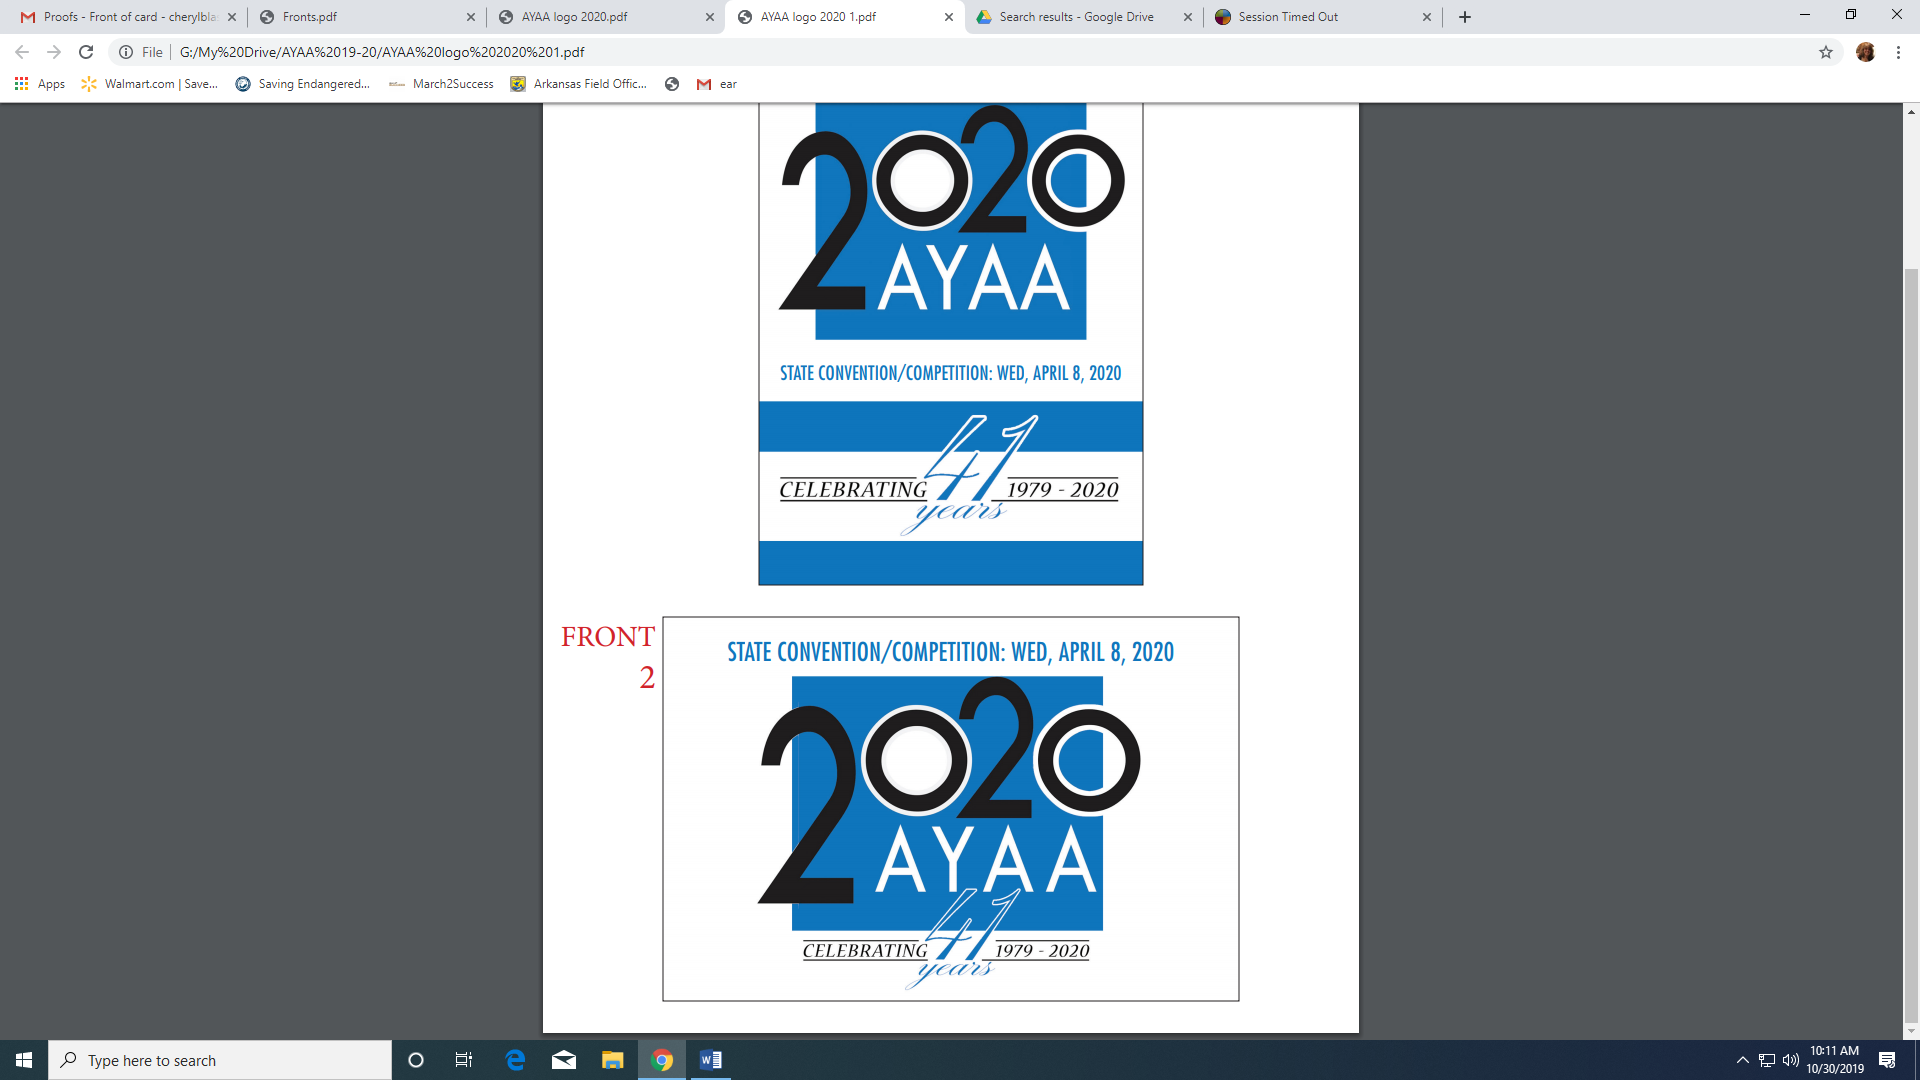 Proofs - Front of card - cherylblas
Fronts.pdf
AYAA logo 2020.pdf
AYAA logo 2020 1.pdf
Search results - Google Drive
Session Timed Out
File
G:/My%20Drive/AYAA%2019-20/AYAA%20logo%202020%201.pdf
Apps
Walmart.com | Save...
Saving Endangered...
March2Success
Arkansas Field Offic...
ear
2020
AYAA
STATE CONVENTION/COMPETITION: WED, APRIL 8, 2020
CELEBRATING 41 1979 - 2020
years
FRONT
2
STATE CONVENTION/COMPETITION: WED, APRIL 8, 2020
2020
AYAA
CELEBRATING 41 1979 - 2020
years
Type here to search
10:11 AM
10/30/2019